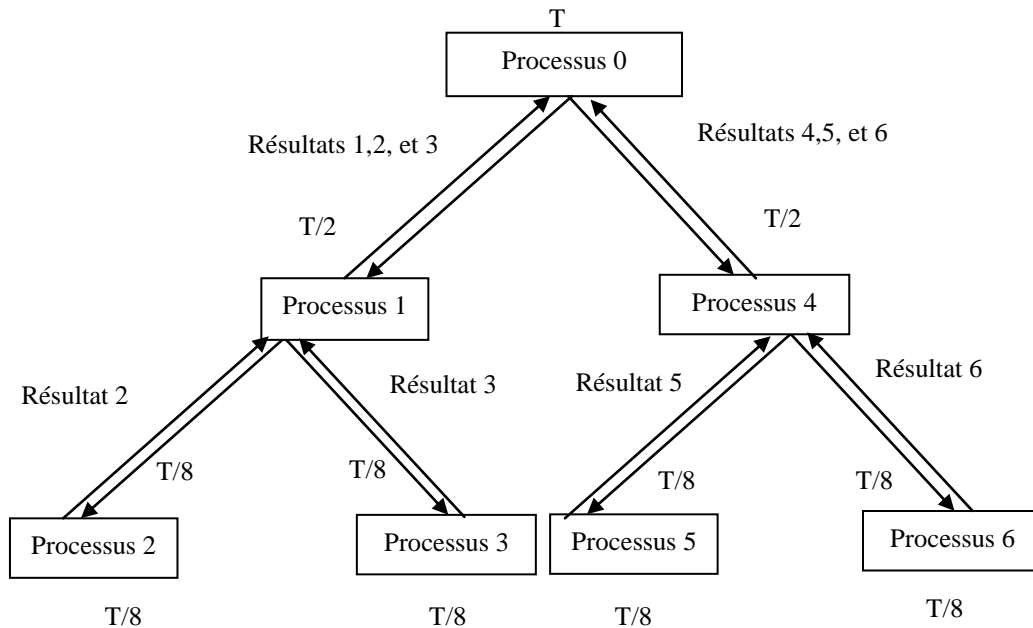 T
Processus 0
Résultats 1,2, et 3
Résultats 4,5, et 6
T/2
T/2
Processus 1
Processus 4
Résultat 2
Résultat 3
Résultat 5
Résultat 6
T/8
T/8
T/8
T/8
Processus 2
Processus 3
Processus 5
Processus 6
T/8
T/8
T/8
T/8